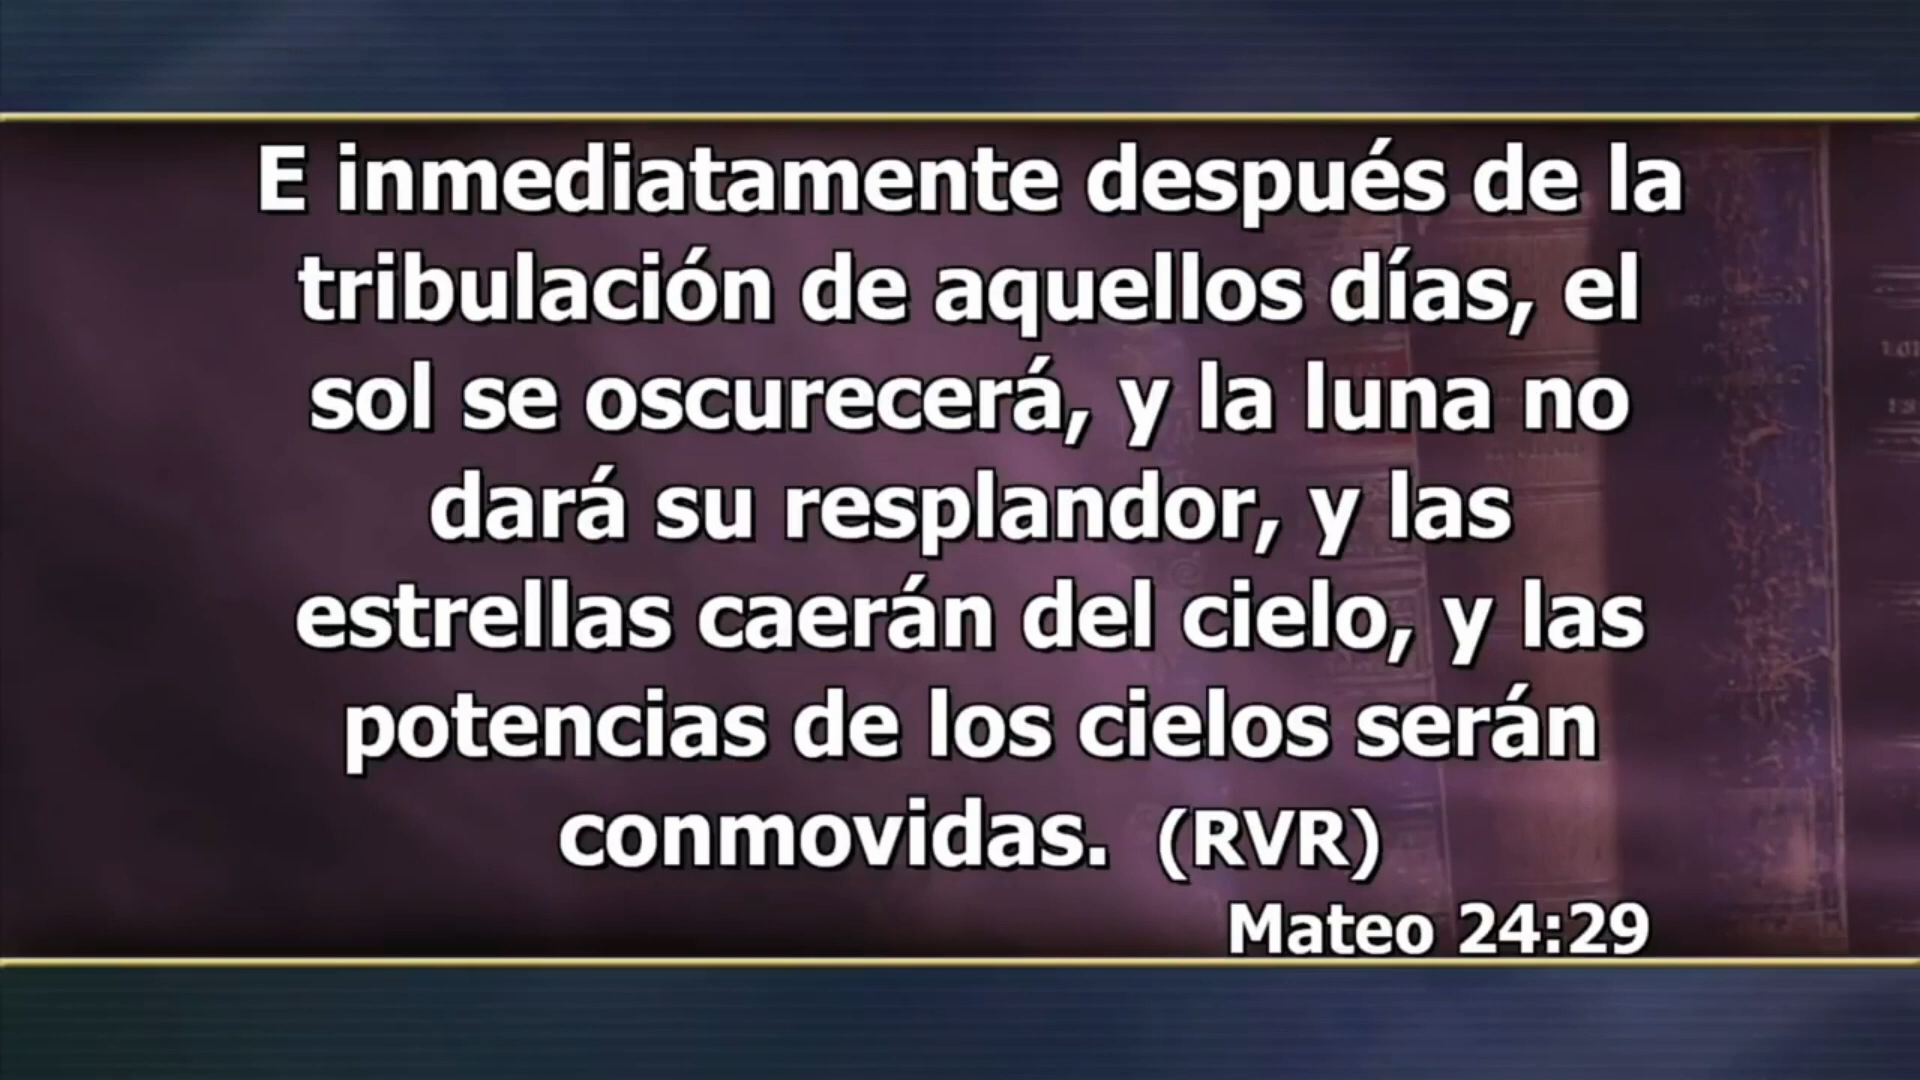 E inmediatamente después de la
tribulación de aquellos días, el
sol se oscurecerá, y la luna no
dará su resplandor, y las
estrellas caerán del cielo, y las
potencias de los cielos serán
conmovidas. (RVR)
Mateo 24:29